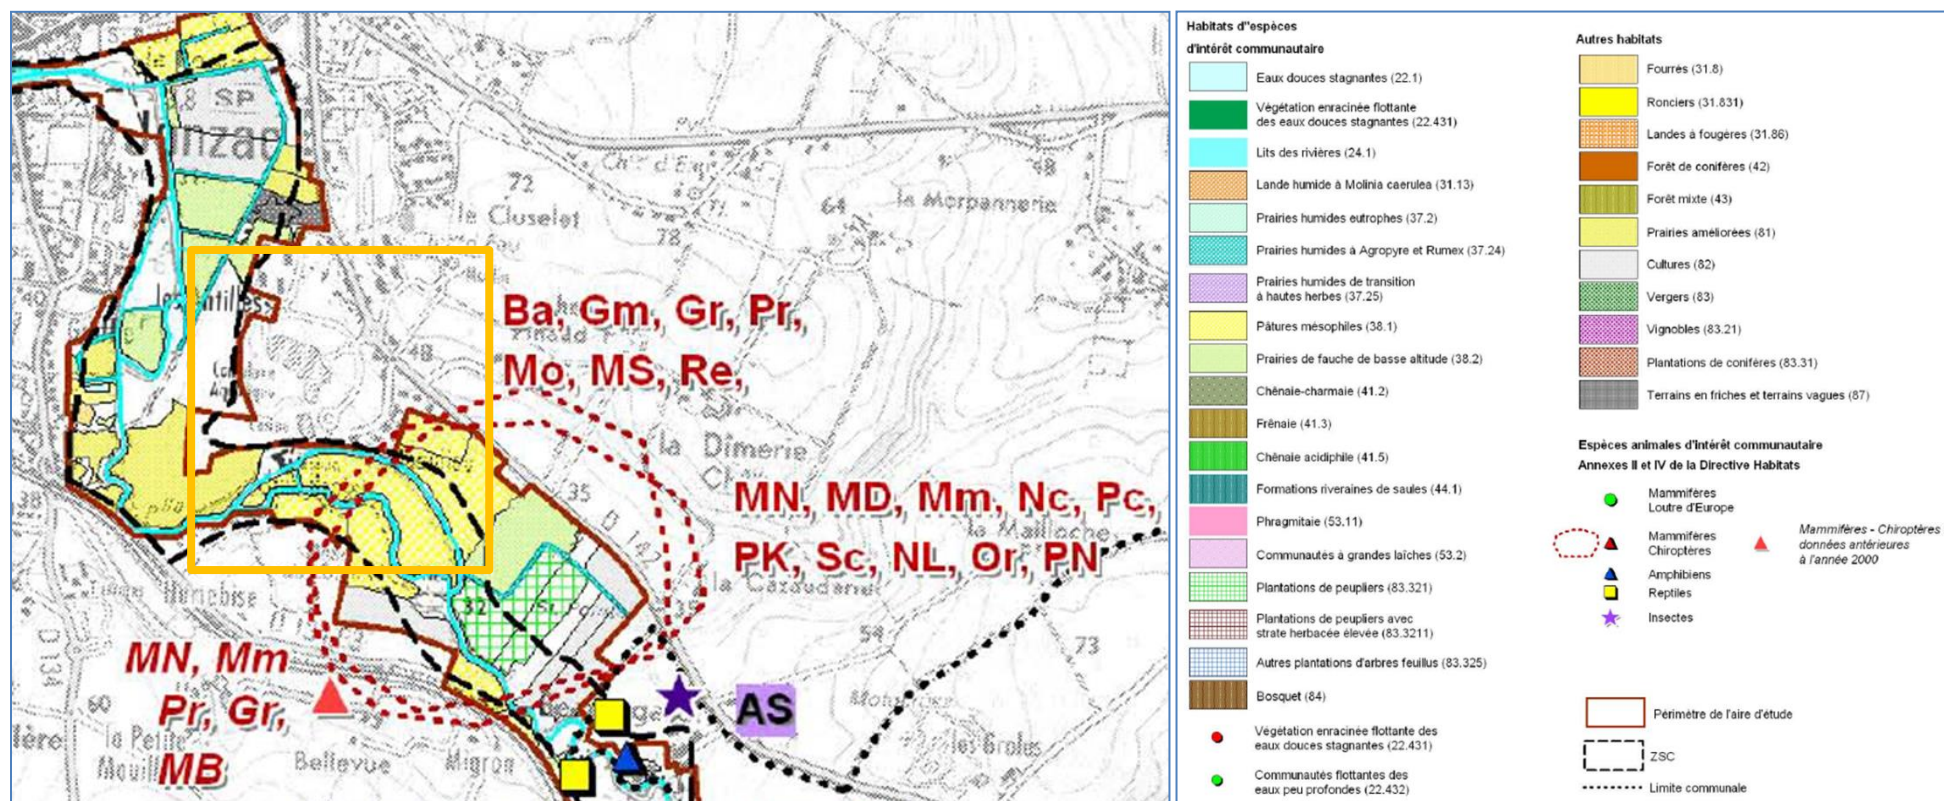 SP
72
le Cluselet
78
64
la Morpannerie
48
40
Ba, Gm, Gr, Pr,
Mo, MS, Re,
la Dimerie
35
MN, MD, Mm, Nc, Pc,
la Mailloche
PK, Sc, NL, Or, PN
32
54
73
MN, Mm
Pr, Gr,
MB
AS
60
la Petite
Bellevue
Migron
les Groles
Habitats d"espèces
d'intérêt communautaire
Eaux douces stagnantes (22.1)
Végétation enracinée flottante
des eaux douces stagnantes (22.431)
Lits des rivières (24.1)
Lande humide à Molinia caerulea (31.13)
Prairies humides eutrophes (37.2)
Prairies humides à Agropyre et Rumex (37.24)
Prairies humides de transition
à hautes herbes (37.25)
Pâtures mésophiles (38.1)
Prairies de fauche de basse altitude (38.2)
Chênaie-charmaie (41.2)
Frênaie (41.3)
Chênaie acidiphile (41.5)
Formations riveraines de saules (44.1)
Phragmitaie (53.11)
Communautés à grandes laîches (53.2)
Plantations de peupliers (83.321)
Plantations de peupliers avec
strate herbacée élevée (83.3211)
Autres plantations d'arbres feuillus (83.325)
Bosquet (84)
Végétation enracinée flottante des
eaux douces stagnantes (22.431)
Communautés flottantes des
eaux peu profondes (22.432)
Autres habitats
Fourrés (31.8)
Ronciers (31.831)
Landes à fougères (31.86)
Forêt de conifères (42)
Forêt mixte (43)
Prairies améliorées (81)
Cultures (82)
Vergers (83)
Vignobles (83.21)
Plantations de conifères (83.31)
Terrains en friches et terrains vagues (87)
Espèces animales d'intérêt communautaire
Annexes II et IV de la Directive Habitats
Mammifères
Loutre d'Europe
Mammifères
Chiroptères
Mammifères - Chiroptères
données antérieures
à l'année 2000
Amphibiens
Reptiles
Insectes
Périmètre de l'aire d'étude
ZSC
Limite communale